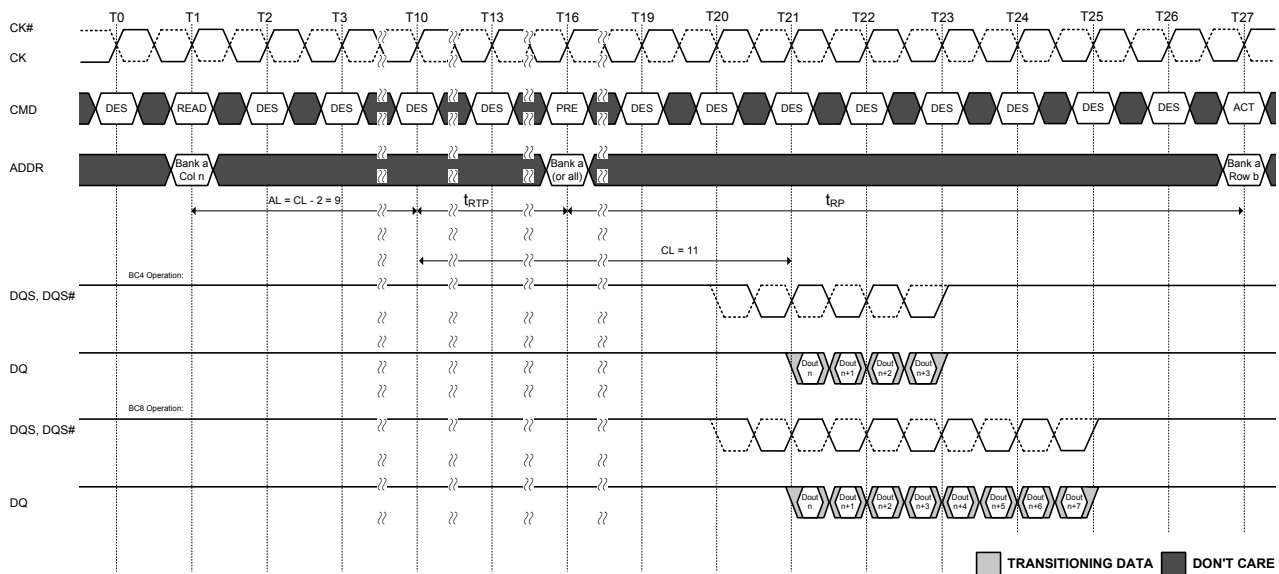 T0 T1 T2 T3 T10 T13 T16 T19 T20 T21 T22 T23 T24 T25 T26 T27
CK#
CK
CMD DES READ DES DES DES DES PRE DES DES DES DES DES DES DES DES ACT
ADDR Bank a Col n Bank a (or all) Bank a Row b
AL = CL - 2 = 9 tRTP tRP
CL = 11
BC4 Operation:
DQS, DQS#
DQ Dout n Dout n+1 Dout n+2 Dout n+3
BC8 Operation:
DQS, DQS#
DQ Dout n Dout n+1 Dout n+2 Dout n+3 Dout n+4 Dout n+5 Dout n+6 Dout n+7
TRANSITIONING DATA DON'T CARE